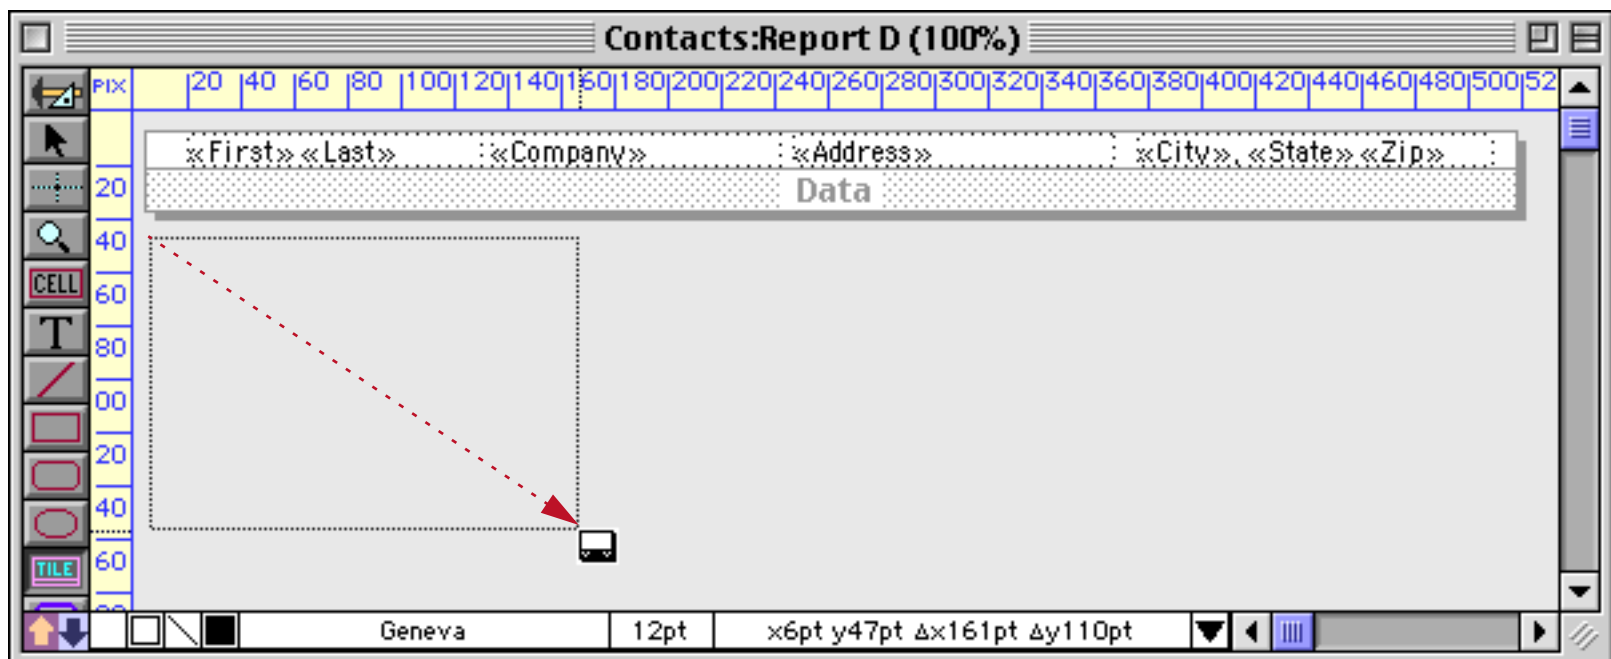 Contacts:Report D (100%)
PIX 20 40 60 80 100 120 140 160 180 200 220 240 260 280 300 320 340 360 380 400 420 440 460 480 500 52
«First» «Last» «Company» «Address» «City», «State» «Zip»
Data
20
40
CELL
60
T
80
00
20
40
TILE
60
Geneva 12pt x6pt y47pt Δx161pt Δy110pt